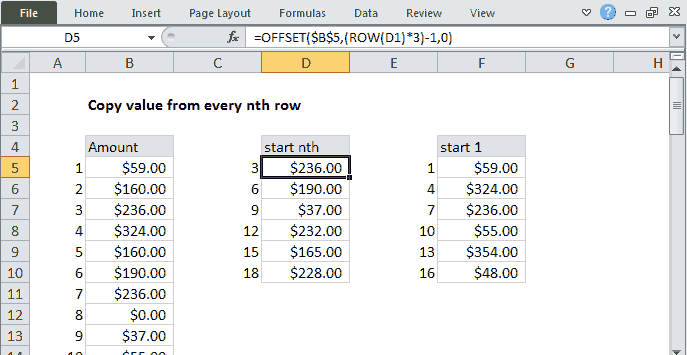 File Home Insert Page Layout Formulas Data Review View
D5 fx =OFFSET($B$5,(ROW(D1)*3)-1,0)
A B C D E F G H
1
2 Copy value from every nth row
3
4 Amount start nth start 1
5 1 $59.00 3 $236.00 1 $59.00
6 2 $160.00 6 $190.00 4 $324.00
7 3 $236.00 9 $37.00 7 $236.00
8 4 $324.00 12 $232.00 10 $55.00
9 5 $160.00 15 $165.00 13 $354.00
10 6 $190.00 18 $228.00 16 $48.00
11 7 $236.00
12 8 $0.00
13 9 $37.00
14 10 $55.00